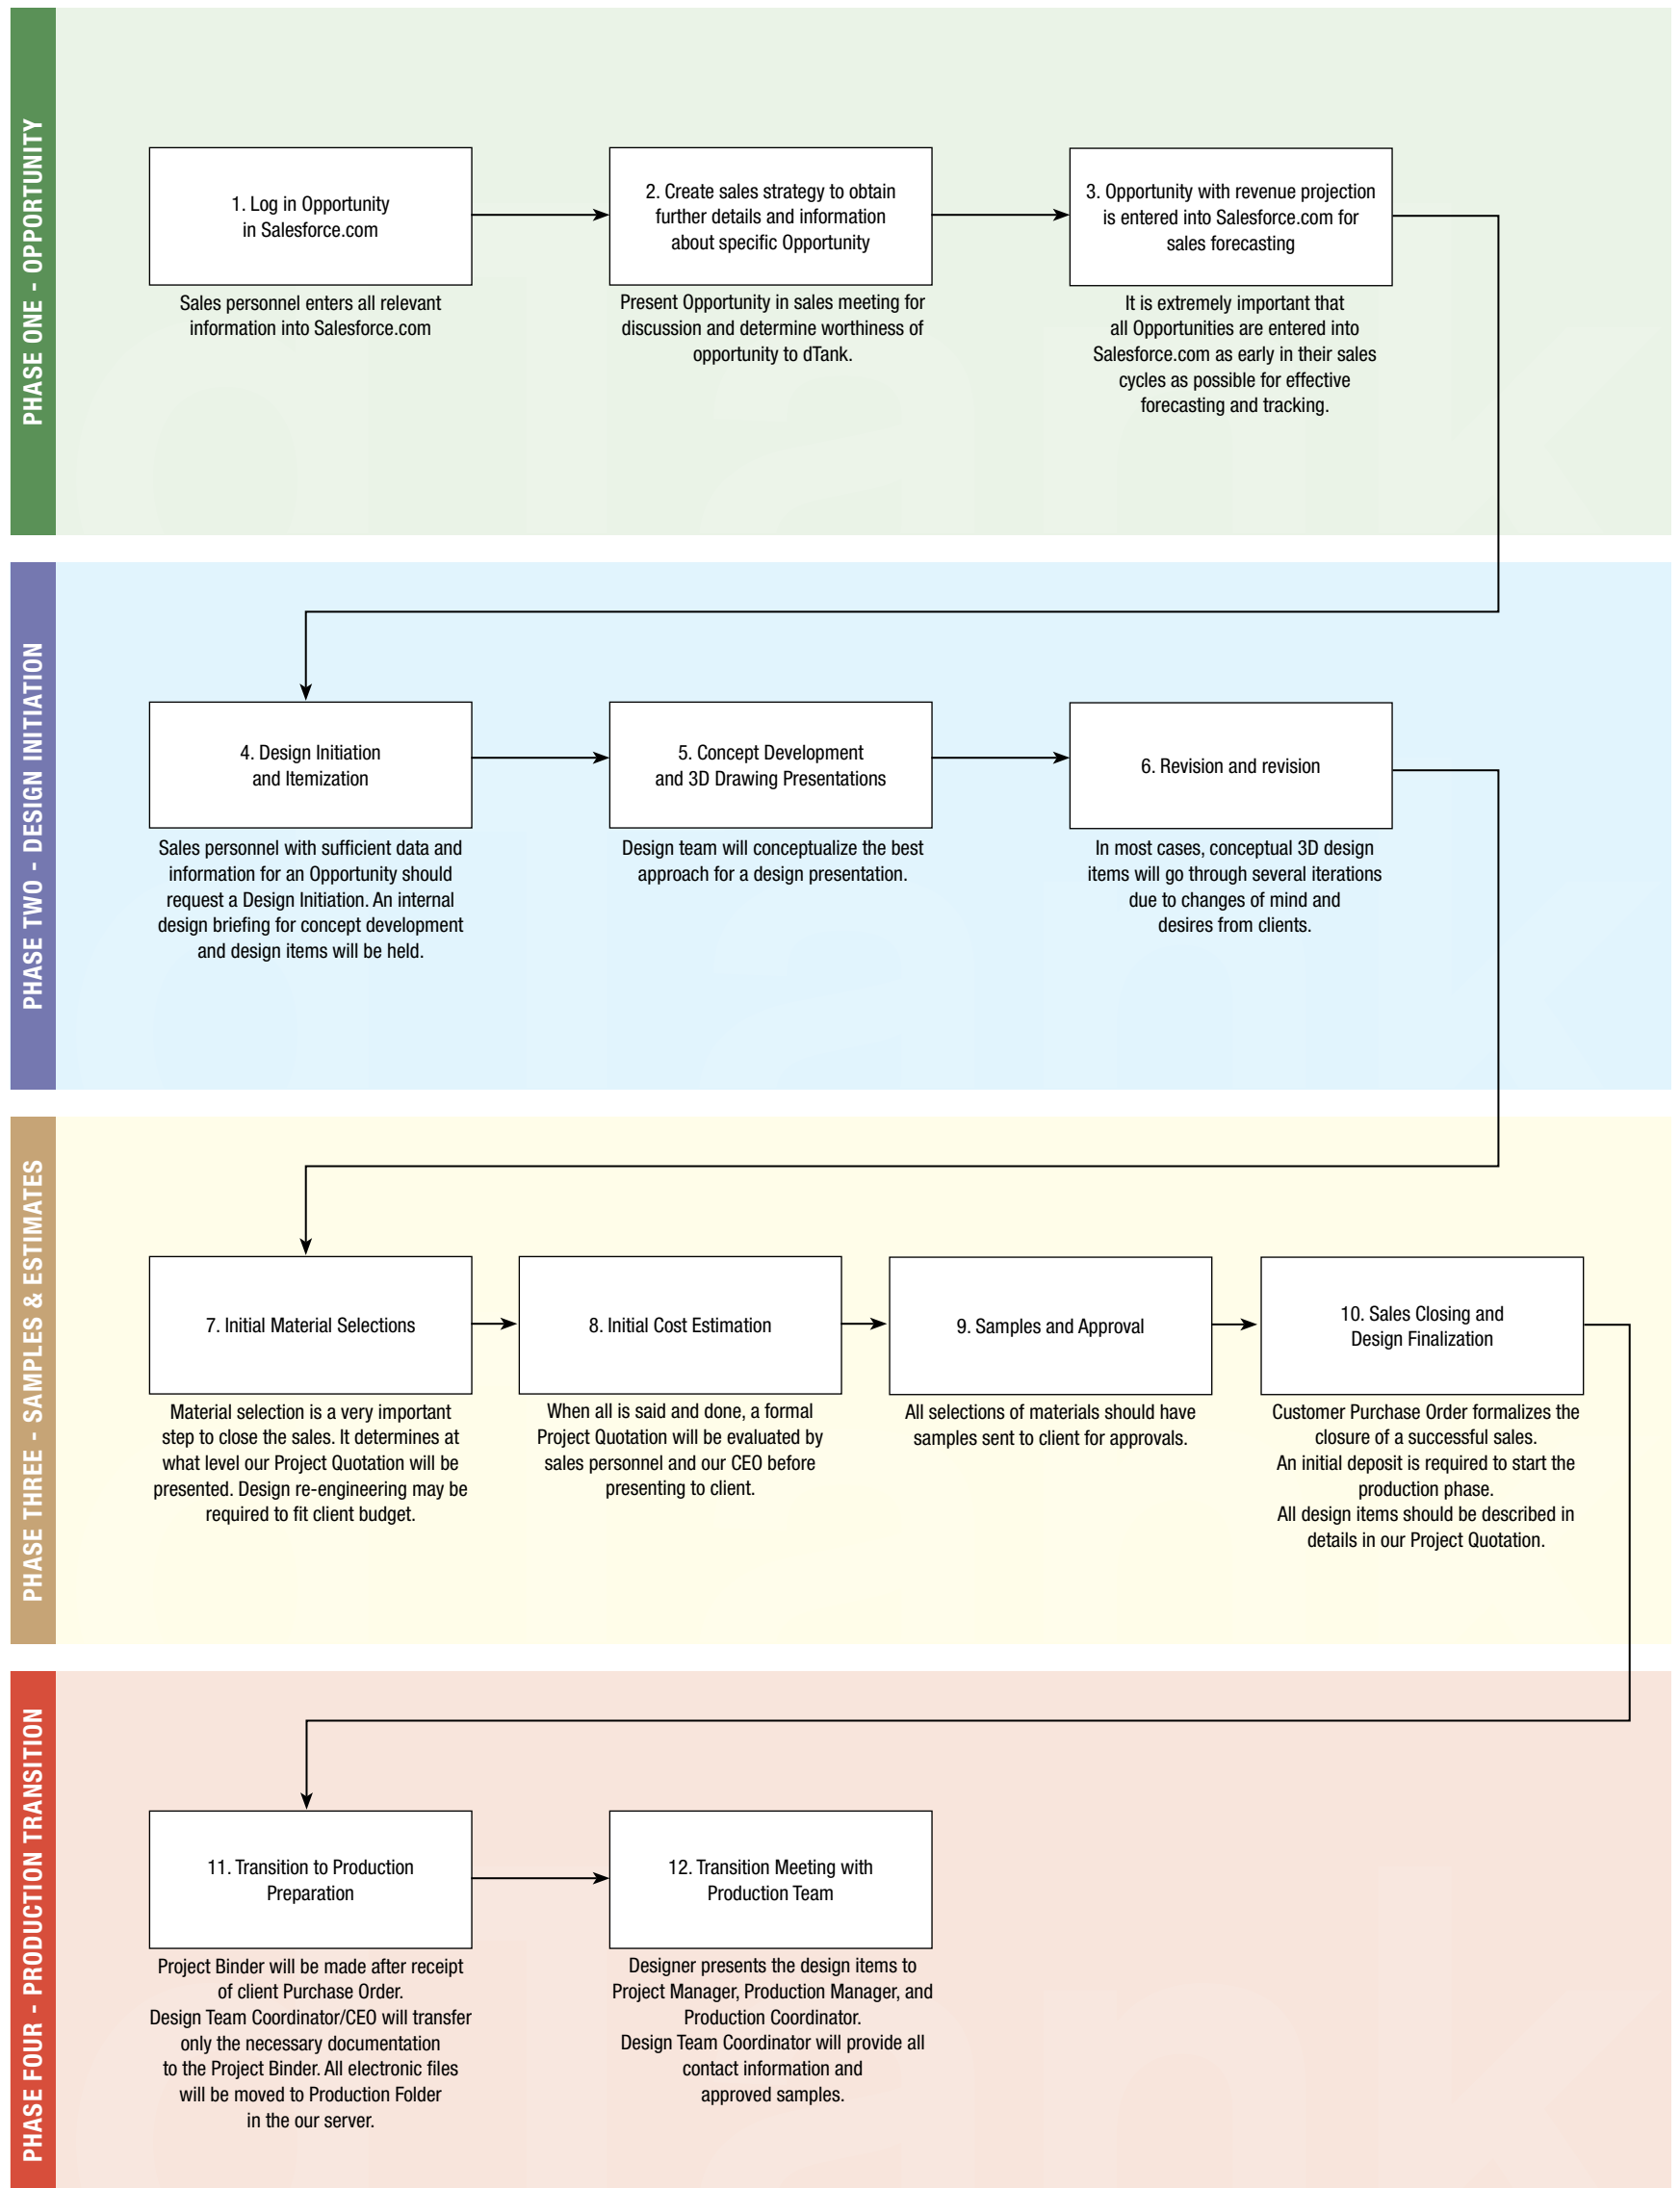 PHASE ONE - OPPORTUNITY
1. Log in Opportunity
in Salesforce.com
Sales personnel enters all relevant
information into Salesforce.com
2. Create sales strategy to obtain
further details and information
about specific Opportunity
Present Opportunity in sales meeting for
discussion and determine worthiness of
opportunity to dTank.
3. Opportunity with revenue projection
is entered into Salesforce.com for
sales forecasting
It is extremely important that
all Opportunities are entered into
Salesforce.com as early in their sales
cycles as possible for effective
forecasting and tracking.
PHASE TWO - DESIGN INITIATION
4. Design Initiation
and Itemization
Sales personnel with sufficient data and
information for an Opportunity should
request a Design Initiation. An internal
design briefing for concept development
and design items will be held.
5. Concept Development
and 3D Drawing Presentations
Design team will conceptualize the best
approach for a design presentation.
6. Revision and revision
In most cases, conceptual 3D design
items will go through several iterations
due to changes of mind and
desires from clients.
PHASE THREE - SAMPLES & ESTIMATES
7. Initial Material Selections
Material selection is a very important
step to close the sales. It determines at
what level our Project Quotation will be
presented. Design re-engineering may be
required to fit client budget.
8. Initial Cost Estimation
When all is said and done, a formal
Project Quotation will be evaluated by
sales personnel and our CEO before
presenting to client.
9. Samples and Approval
All selections of materials should have
samples sent to client for approvals.
10. Sales Closing and
Design Finalization
Customer Purchase Order formalizes the
closure of a successful sales.
An initial deposit is required to start the
production phase.
All design items should be described in
details in our Project Quotation.
PHASE FOUR - PRODUCTION TRANSITION
11. Transition to Production
Preparation
Project Binder will be made after receipt
of client Purchase Order.
Design Team Coordinator/CEO will transfer
only the necessary documentation
to the Project Binder. All electronic files
will be moved to Production Folder
in the our server.
12. Transition Meeting with
Production Team
Designer presents the design items to
Project Manager, Production Manager, and
Production Coordinator.
Design Team Coordinator will provide all
contact information and
approved samples.